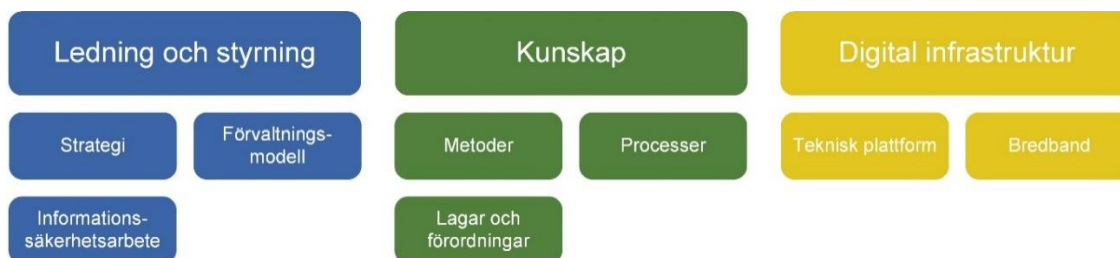 Ledning och styrning
Kunskap
Digital infrastruktur
Strategi
Förvaltnings-
modell
Metoder
Processer
Teknisk plattform
Bredband
Informations-
säkerhetsarbete
Lagar och
förordningar